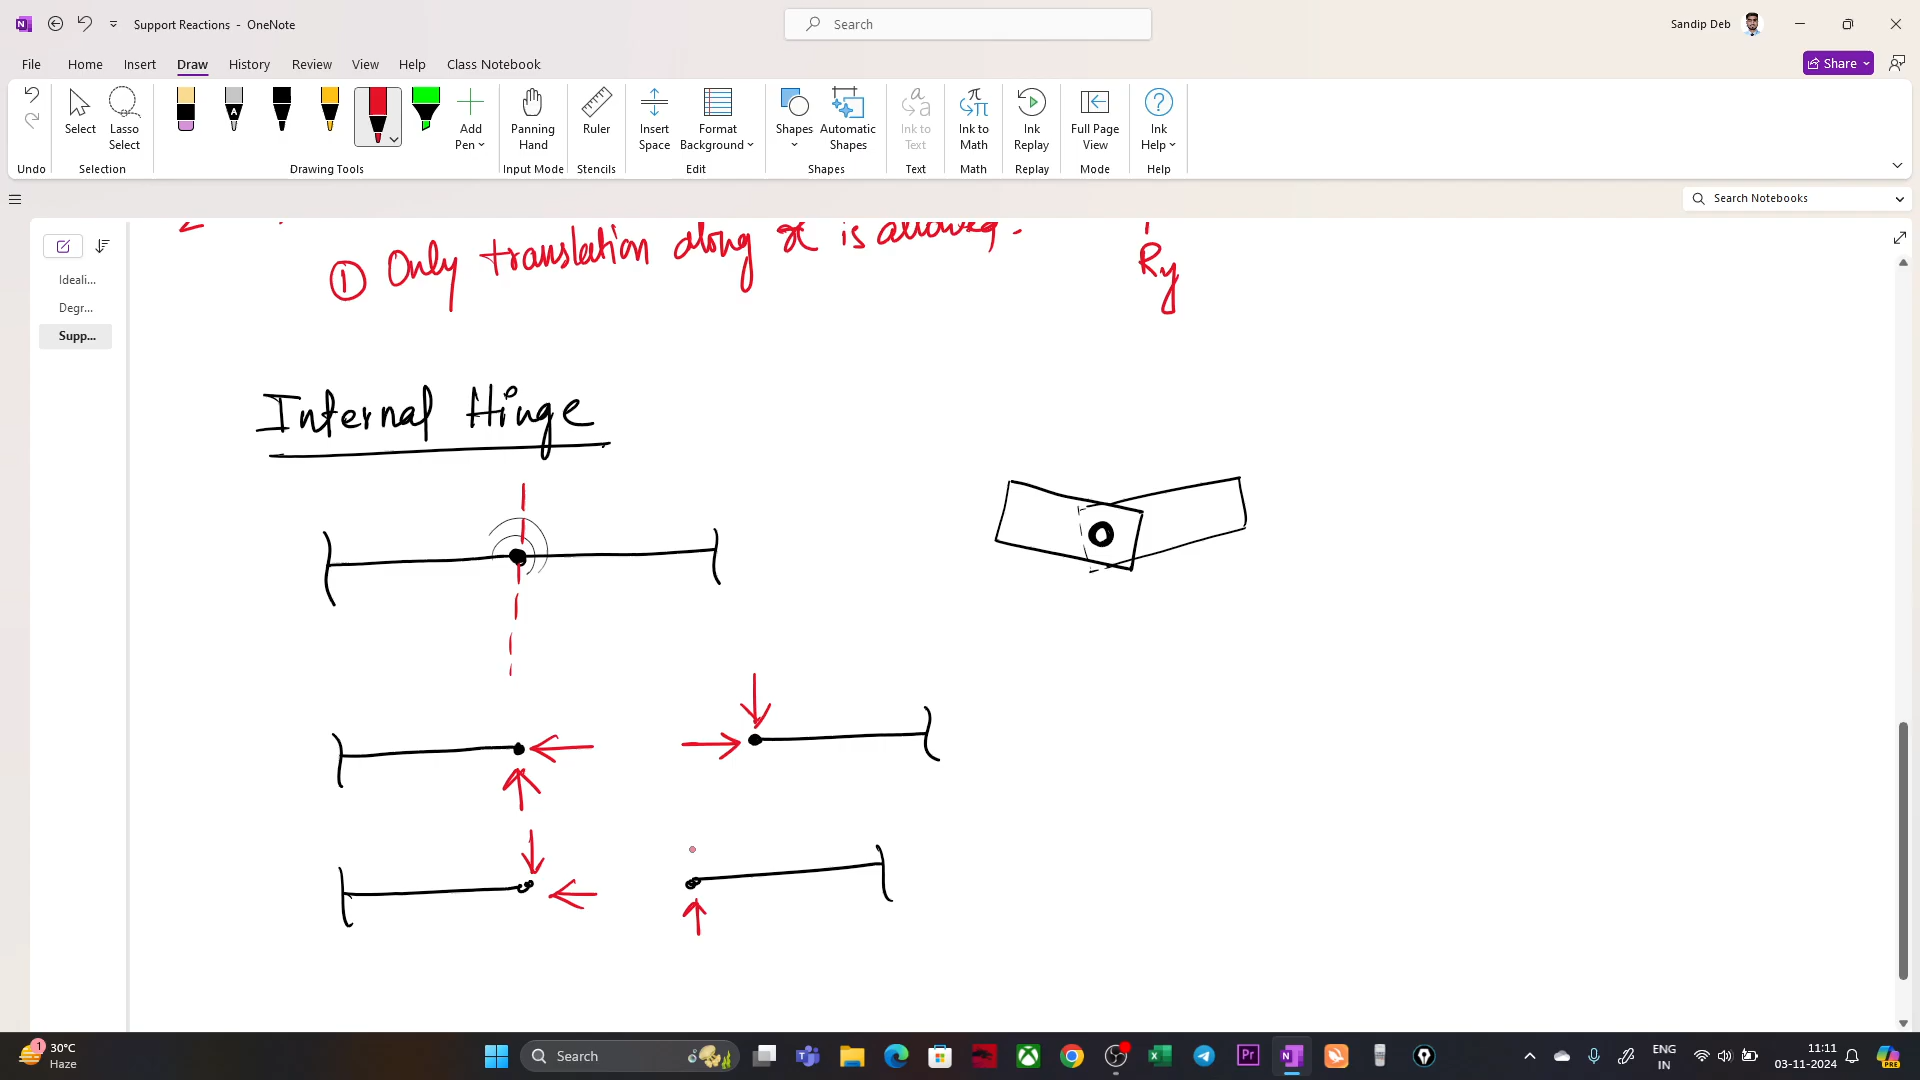 Support Reactions - OneNote
Search
Sandip Deb
File Home Insert Draw History Review View Help Class Notebook
Share
Select
Lasso Select
Add Pen
Panning Hand
Ruler
Insert Space
Format Background
Shapes
Automatic Shapes
Ink to Text
Ink to Math
Ink Replay
Full Page View
Ink Help
Undo Selection Drawing Tools Input Mode Stencils Edit Shapes Text Math Replay Mode Help
Search Notebooks
Ideali...
Degr...
Supp...
① Only translation along x is allowed.
Ry
Internal Hinge
1
30°C
Haze
Search
ENG
IN
11:11
03-11-2024